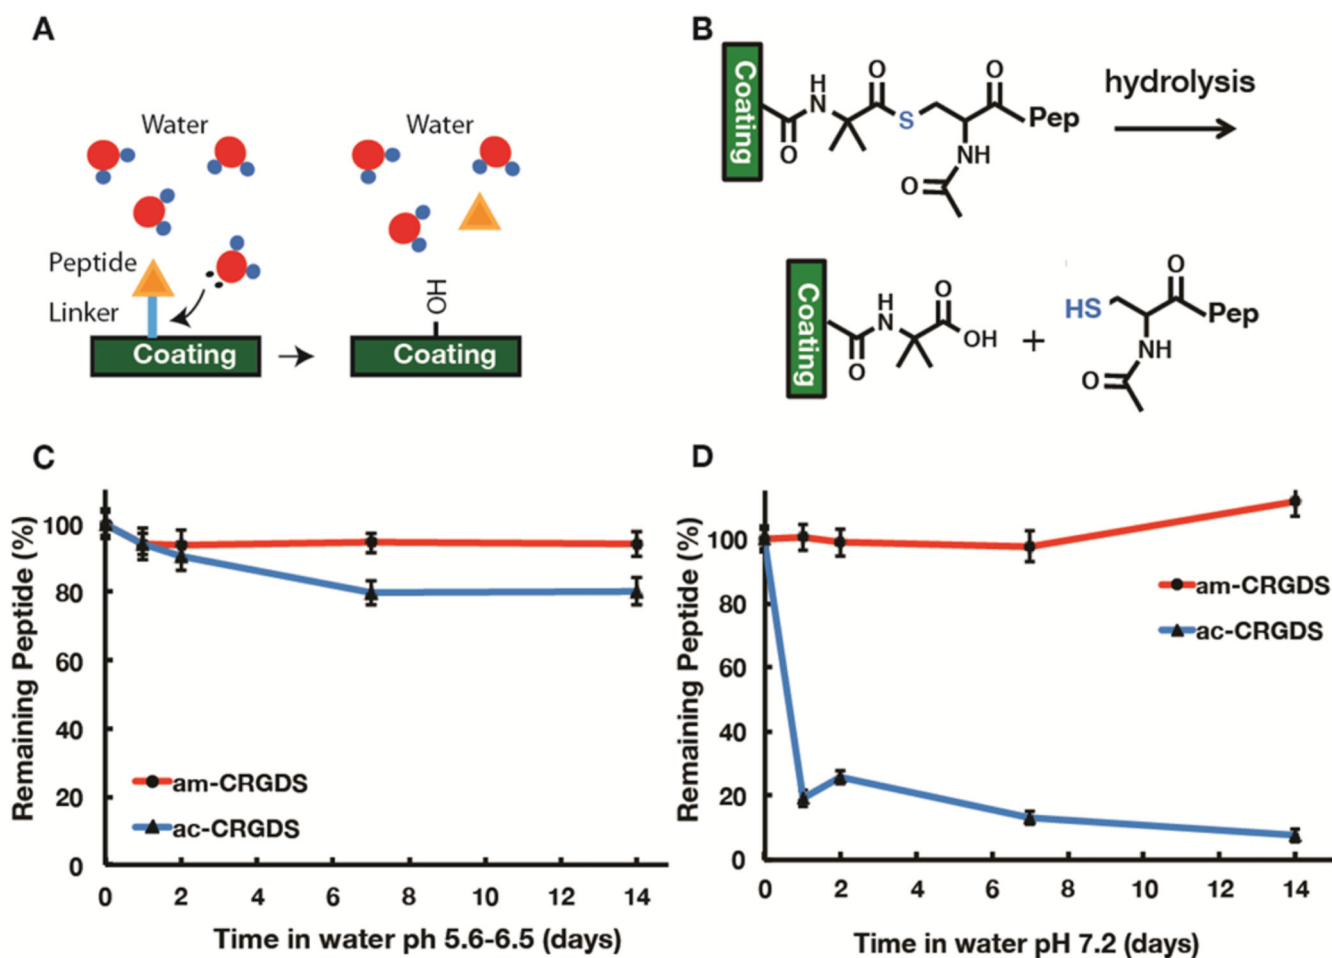 A
Water
Water
Peptide
Linker
HO
Coating
Coating
B
Coating
O
H
N
O
S
O
Pep
NH
O
hydrolysis
Coating
O
H
N
O
OH
+
HS
O
Pep
NH
O
C
Remaining Peptide (%)
100
80
60
40
20
0
am-CRGDS
ac-CRGDS
0 2 4 6 8 10 12 14
Time in water ph 5.6-6.5 (days)
D
Remaining Peptide (%)
100
80
60
40
20
0
am-CRGDS
ac-CRGDS
0 2 4 6 8 10 12 14
Time in water pH 7.2 (days)